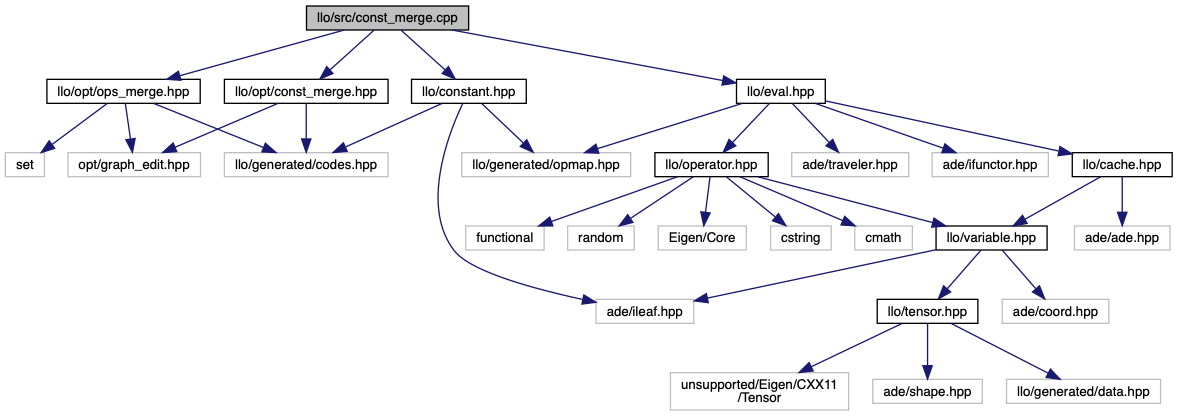 llo/src/const_merge.cpp
llo/opt/ops_merge.hpp
llo/opt/const_merge.hpp
llo/constant.hpp
llo/eval.hpp
set
opt/graph_edit.hpp
llo/generated/codes.hpp
llo/generated/opmap.hpp
llo/operator.hpp
ade/traveler.hpp
ade/ifunctor.hpp
llo/cache.hpp
functional
random
Eigen/Core
cstring
cmath
llo/variable.hpp
ade/ade.hpp
ade/ileaf.hpp
llo/tensor.hpp
ade/coord.hpp
unsupported/Eigen/CXX11
/Tensor
ade/shape.hpp
llo/generated/data.hpp